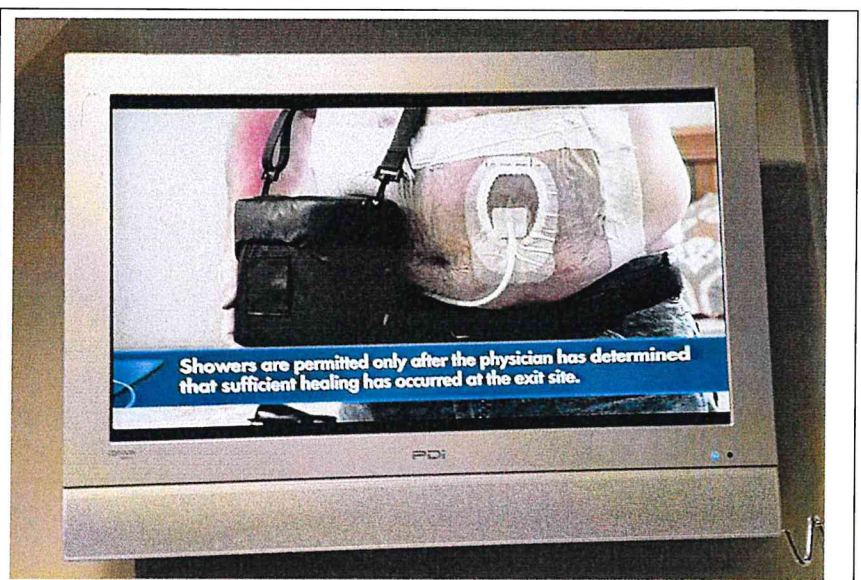 Showers are permitted only after the physician has determined
that sufficient healing has occurred at the exit site.
PDi